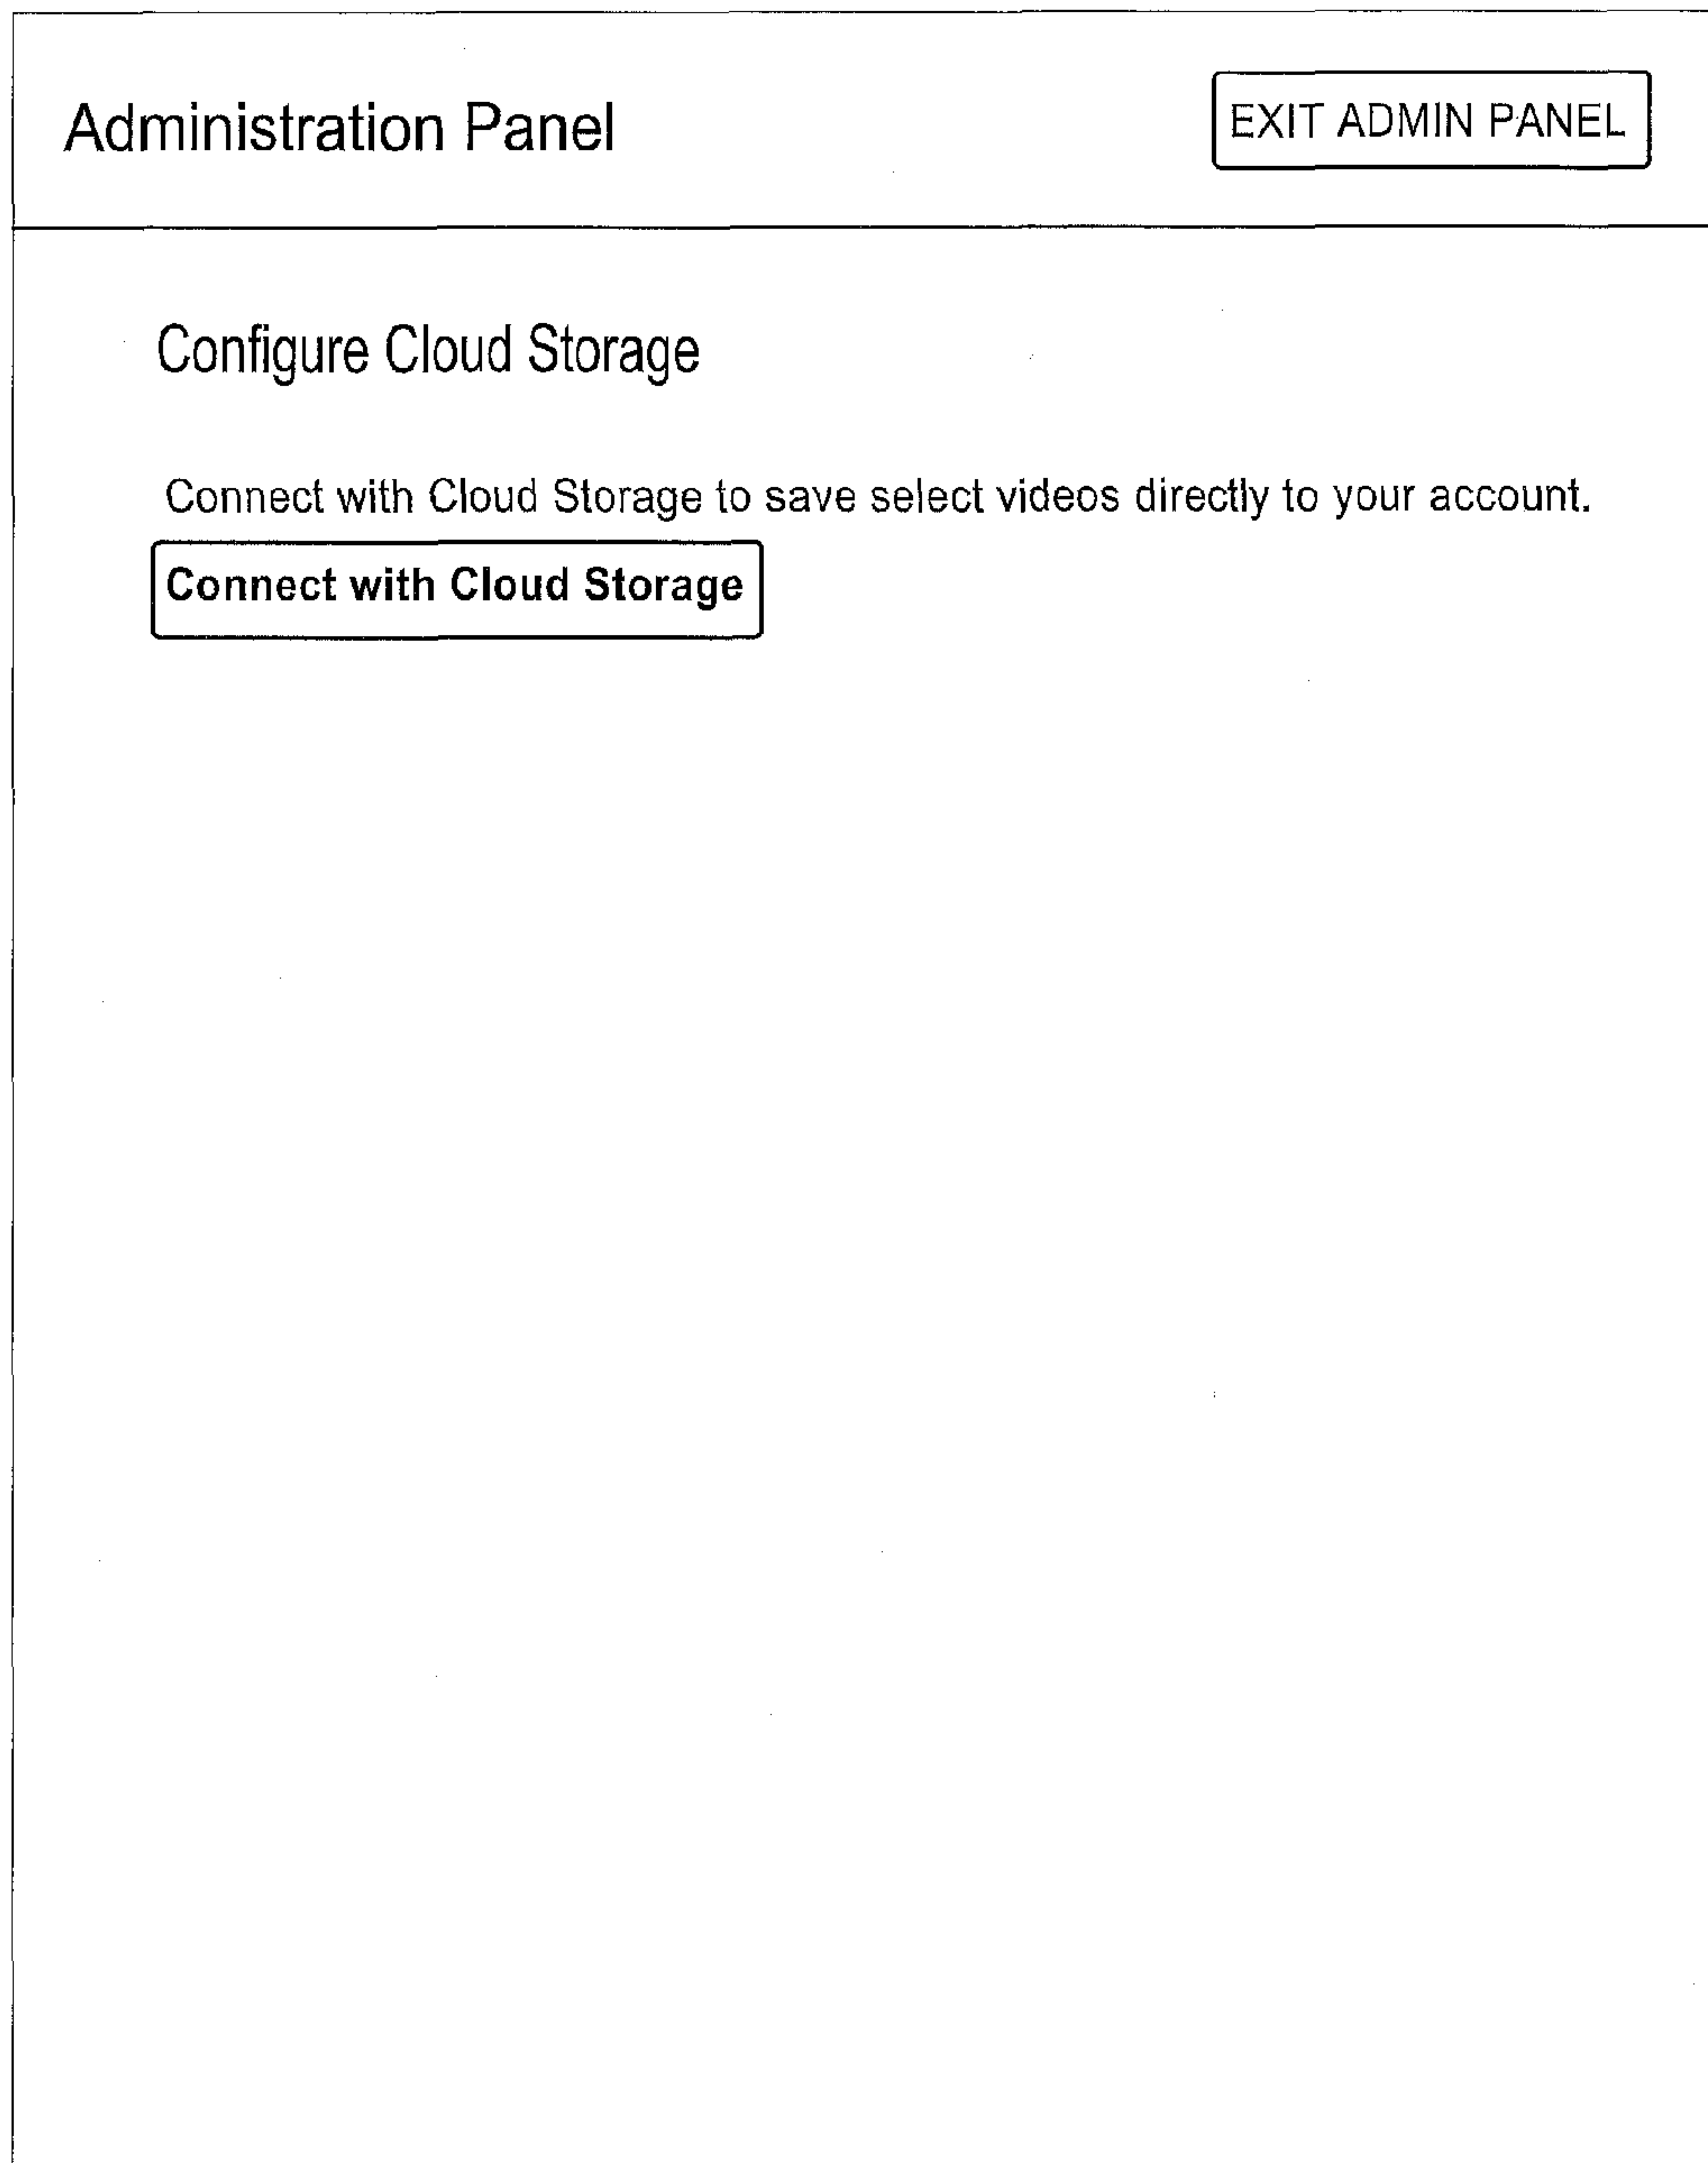 Administration Panel
EXIT ADMIN PANEL
Configure Cloud Storage
Connect with Cloud Storage to save select videos directly to your account.
Connect with Cloud Storage